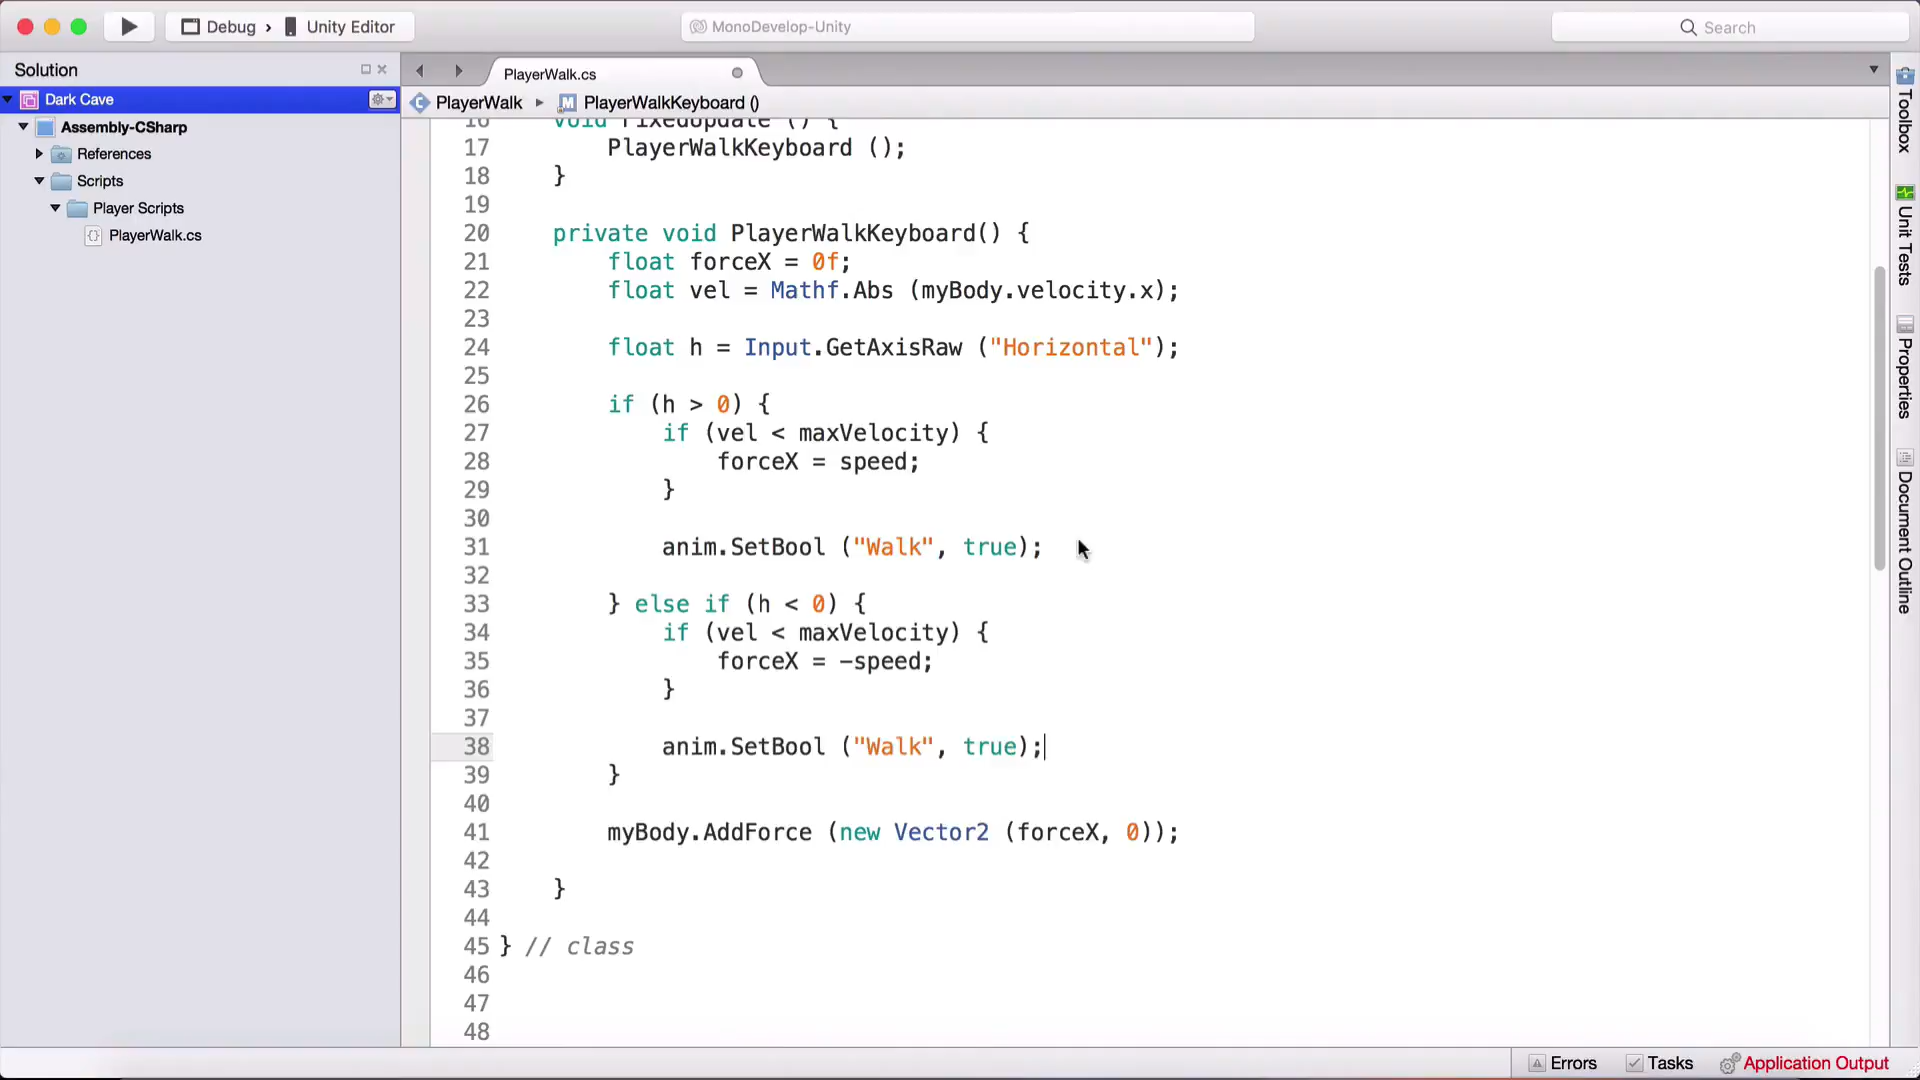 Debug › Unity Editor
MonoDevelop-Unity
Search
Solution
PlayerWalk.cs
Dark Cave
PlayerWalk ▸ PlayerWalkKeyboard ()
Assembly-CSharp
References
Scripts
Player Scripts
PlayerWalk.cs
16 void FixedUpdate () {
17 PlayerWalkKeyboard ();
18 }
19
20 private void PlayerWalkKeyboard() {
21 float forceX = 0f;
22 float vel = Mathf.Abs (myBody.velocity.x);
23
24 float h = Input.GetAxisRaw ("Horizontal");
25
26 if (h > 0) {
27 if (vel < maxVelocity) {
28 forceX = speed;
29 }
30
31 anim.SetBool ("Walk", true);
32
33 } else if (h < 0) {
34 if (vel < maxVelocity) {
35 forceX = -speed;
36 }
37
38 anim.SetBool ("Walk", true);
39 }
40
41 myBody.AddForce (new Vector2 (forceX, 0));
42
43 }
44
45 } // class
46
47
48
Toolbox
Unit Tests
Properties
Document Outline
Errors
Tasks
Application Output